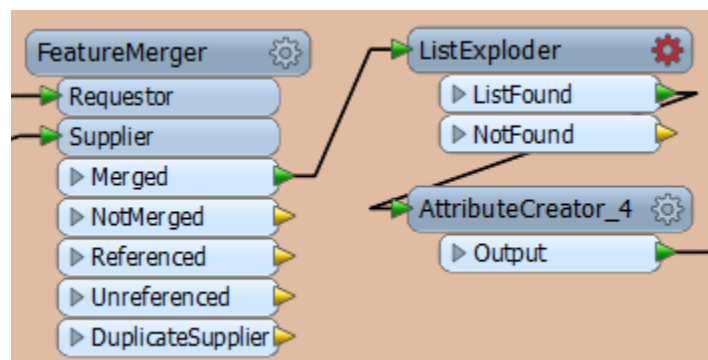 FeatureMerger
Requestor
Supplier
Merged
NotMerged
Referenced
Unreferenced
DuplicateSupplier
ListExploder
ListFound
NotFound
AttributeCreator_4
Output